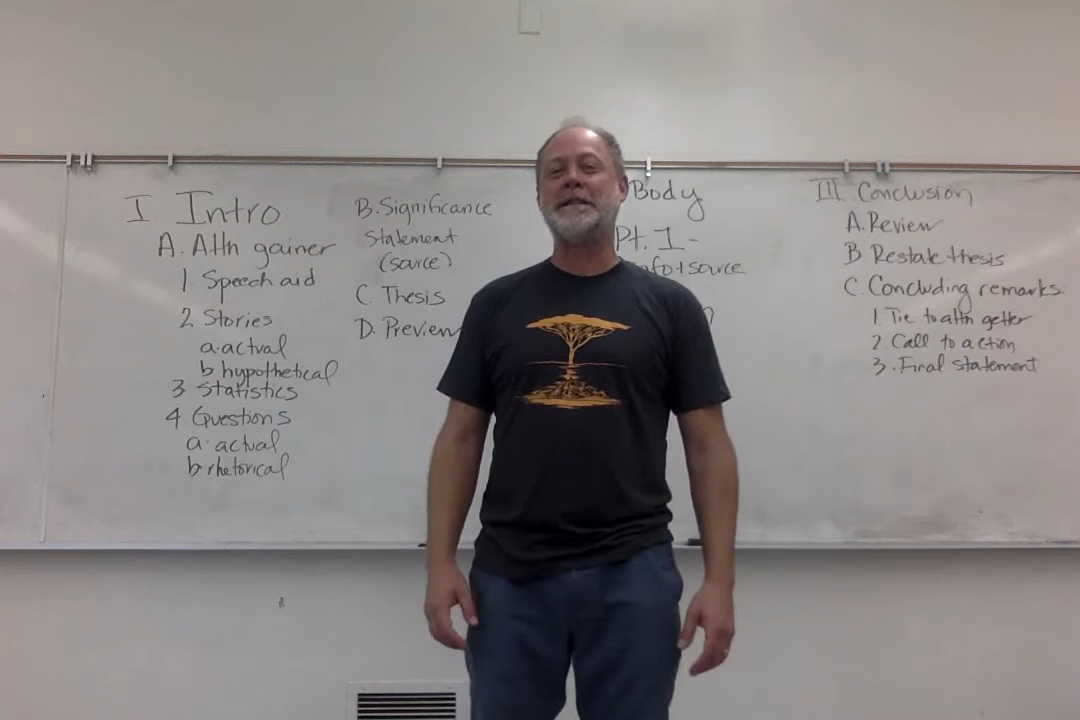 I Intro
A. Attn gainer
1 Speech aid
2 Stories
a. actual
b hypothetical
3 Statistics
4. Questions
a. actual
b rhetorical
B. Significance
Statement
(source)
C. Thesis
D. Preview
Body
Pt. 1 -
+ source
III. Conclusion
A. Review
B Restate thesis
C. Concluding remarks
1. Tie to attn getter
2. Call to action
3. Final statement